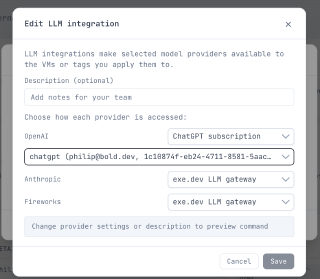 Edit LLM integration
LLM integrations make selected model providers available
to the VMs or tags you apply them to.
Description (optional)
Add notes for your team
Choose how each provider is accessed:
OpenAI
ChatGPT subscription
chatgpt (philip@bold.dev, 1c10874f-eb24-4711-8581-5aac…
Anthropic
exe.dev LLM gateway
Fireworks
exe.dev LLM gateway
Change provider settings or description to preview command
Cancel
Save